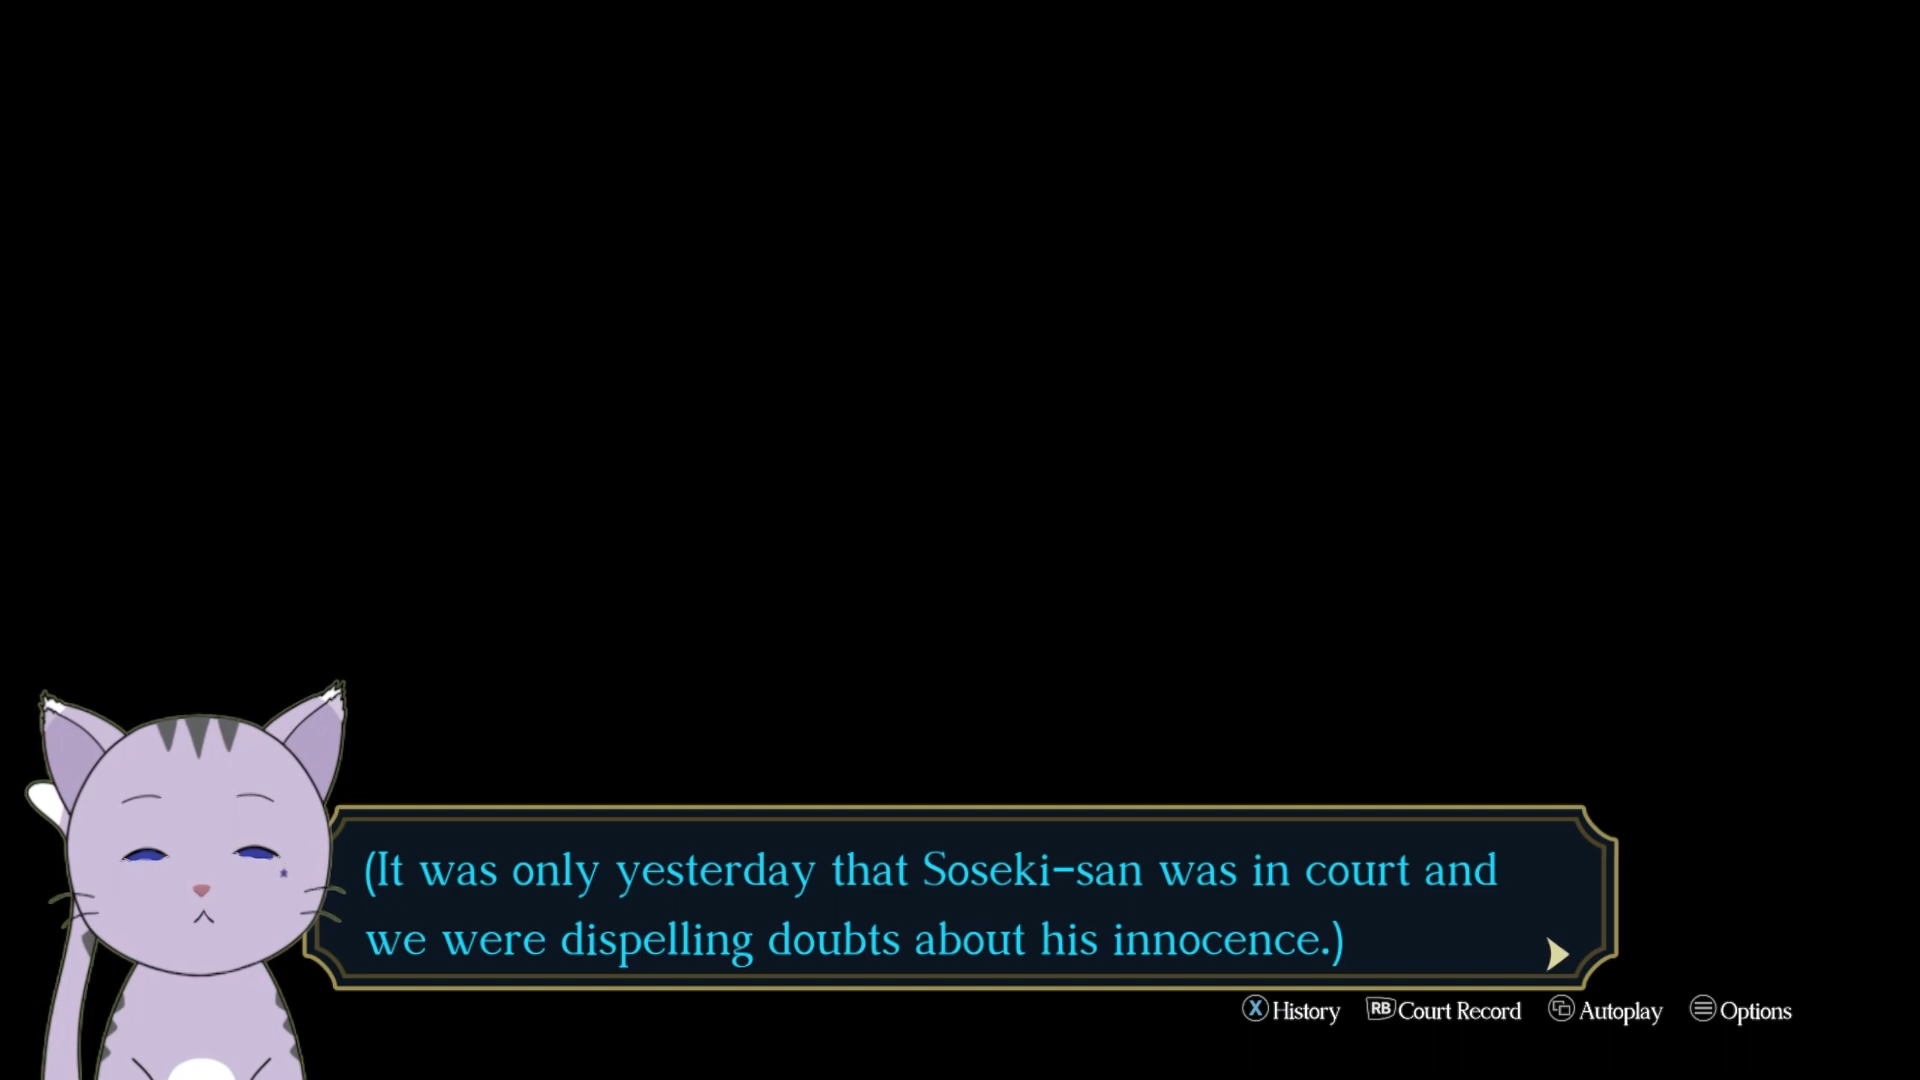 (It was only yesterday that Soseki-san was in court and
we were dispelling doubts about his innocence.)
X History RB Court Record Autoplay Options